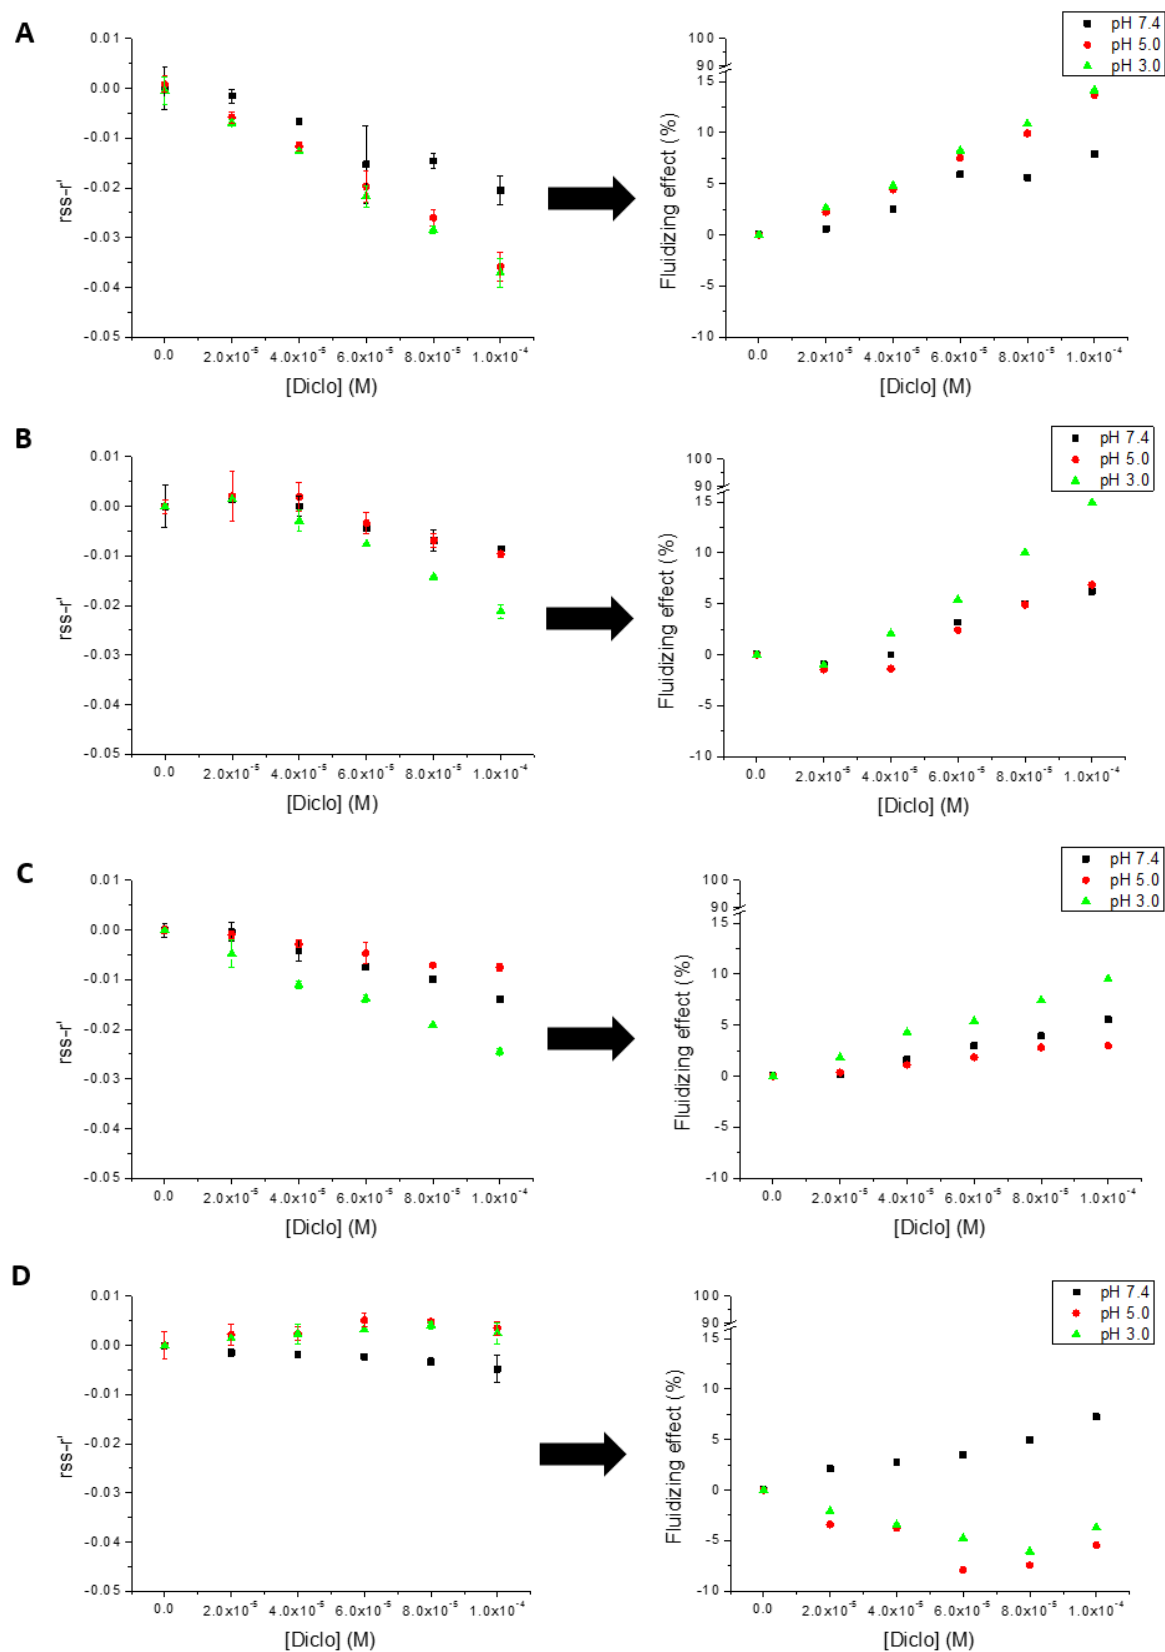 A
0.01
0.00
-0.01
-0.02
-0.03
-0.04
-0.05
rss-r'
0.0 2.0x10⁻⁵ 4.0x10⁻⁵ 6.0x10⁻⁵ 8.0x10⁻⁵ 1.0x10⁻⁴
[Diclo] (M)
100
90
15
10
5
0
-5
-10
Fluidizing effect (%)
0.0 2.0x10⁻⁵ 4.0x10⁻⁵ 6.0x10⁻⁵ 8.0x10⁻⁵ 1.0x10⁻⁴
[Diclo] (M)
pH 7.4
pH 5.0
pH 3.0
B
0.01
0.00
-0.01
-0.02
-0.03
-0.04
-0.05
rss-r'
0.0 2.0x10⁻⁵ 4.0x10⁻⁵ 6.0x10⁻⁵ 8.0x10⁻⁵ 1.0x10⁻⁴
[Diclo] (M)
100
90
15
10
5
0
-5
-10
Fluidizing effect (%)
0.0 2.0x10⁻⁵ 4.0x10⁻⁵ 6.0x10⁻⁵ 8.0x10⁻⁵ 1.0x10⁻⁴
[Diclo] (M)
pH 7.4
pH 5.0
pH 3.0
C
0.01
0.00
-0.01
-0.02
-0.03
-0.04
-0.05
rss-r'
0.0 2.0x10⁻⁵ 4.0x10⁻⁵ 6.0x10⁻⁵ 8.0x10⁻⁵ 1.0x10⁻⁴
[Diclo] (M)
100
90
15
10
5
0
-5
-10
Fluidizing effect (%)
0.0 2.0x10⁻⁵ 4.0x10⁻⁵ 6.0x10⁻⁵ 8.0x10⁻⁵ 1.0x10⁻⁴
[Diclo] (M)
pH 7.4
pH 5.0
pH 3.0
D
0.01
0.00
-0.01
-0.02
-0.03
-0.04
-0.05
rss-r'
0.0 2.0x10⁻⁵ 4.0x10⁻⁵ 6.0x10⁻⁵ 8.0x10⁻⁵ 1.0x10⁻⁴
[Diclo] (M)
100
90
15
10
5
0
-5
-10
Fluidizing effect (%)
0.0 2.0x10⁻⁵ 4.0x10⁻⁵ 6.0x10⁻⁵ 8.0x10⁻⁵ 1.0x10⁻⁴
[Diclo] (M)
pH 7.4
pH 5.0
pH 3.0